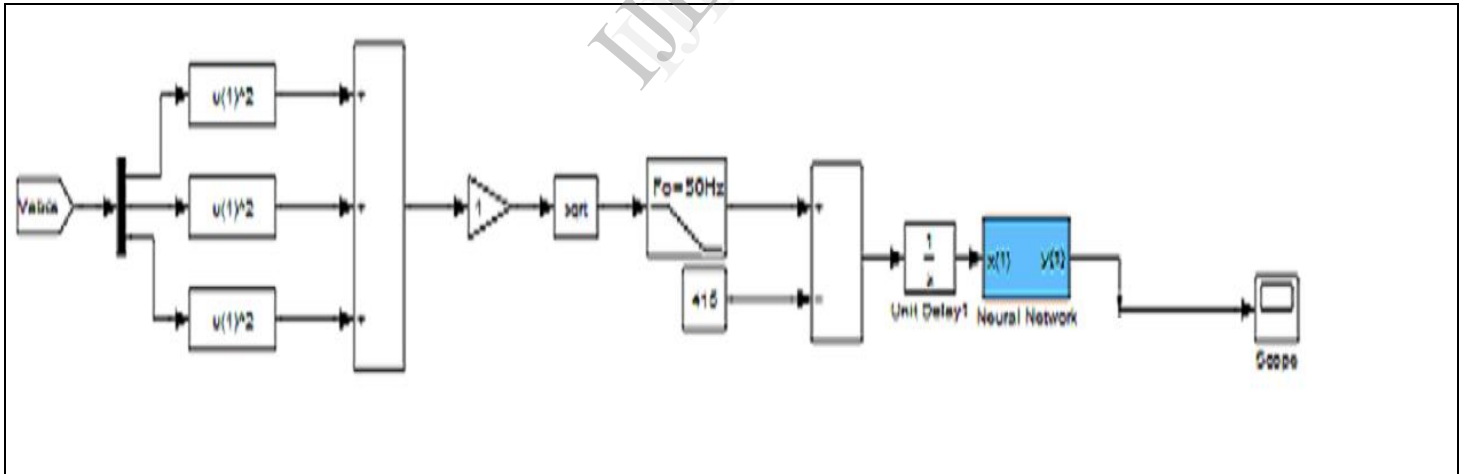 u(1)^2
u(1)^2
u(1)^2
1
sqrt
Fo=50Hz
415
+
+
+
+
-
1
Unit Delay1
x(1) y(1)
Neural Network
Scope